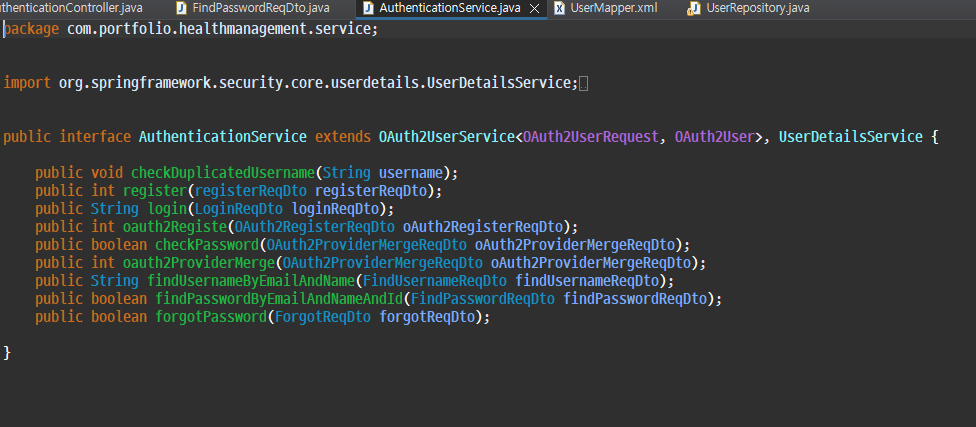 thenticationController.java FindPasswordReqDto.java AuthenticationService.java UserMapper.xml UserRepository.java
package com.portfolio.healthmanagement.service;
import org.springframework.security.core.userdetails.UserDetailsService;
public interface AuthenticationService extends OAuth2UserService<OAuth2UserRequest, OAuth2User>, UserDetailsService {
public void checkDuplicatedUsername(String username);
public int register(registerReqDto registerReqDto);
public String login(LoginReqDto loginReqDto);
public int oauth2Registe(OAuth2RegisterReqDto oAuth2RegisterReqDto);
public boolean checkPassword(OAuth2ProviderMergeReqDto oAuth2ProviderMergeReqDto);
public int oauth2ProviderMerge(OAuth2ProviderMergeReqDto oAuth2ProviderMergeReqDto);
public String findUsernameByEmailAndName(FindUsernameReqDto findUsernameReqDto);
public boolean findPasswordByEmailAndNameAndId(FindPasswordReqDto findPasswordReqDto);
public boolean forgotPassword(ForgotReqDto forgotReqDto);
}